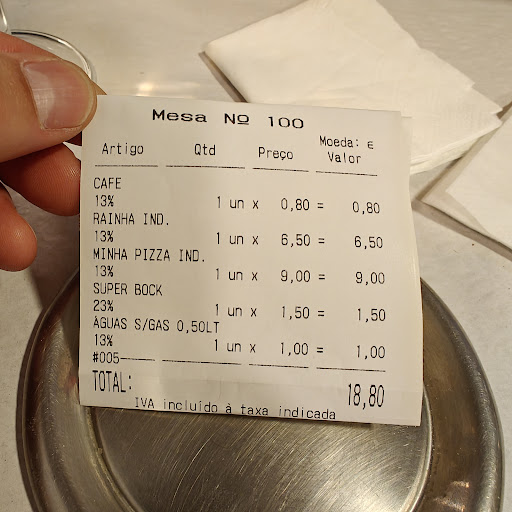 Mesa Nº 100
Moeda: €
Artigo Qtd Preço Valor
CAFE
13% 1 un x 0,80 = 0,80
RAINHA IND.
13% 1 un x 6,50 = 6,50
MINHA PIZZA IND.
13% 1 un x 9,00 = 9,00
SUPER BOCK
23% 1 un x 1,50 = 1,50
ÁGUAS S/GAS 0,50LT
13% 1 un x 1,00 = 1,00
#005
TOTAL: 18,80
IVA incluído à taxa indicada